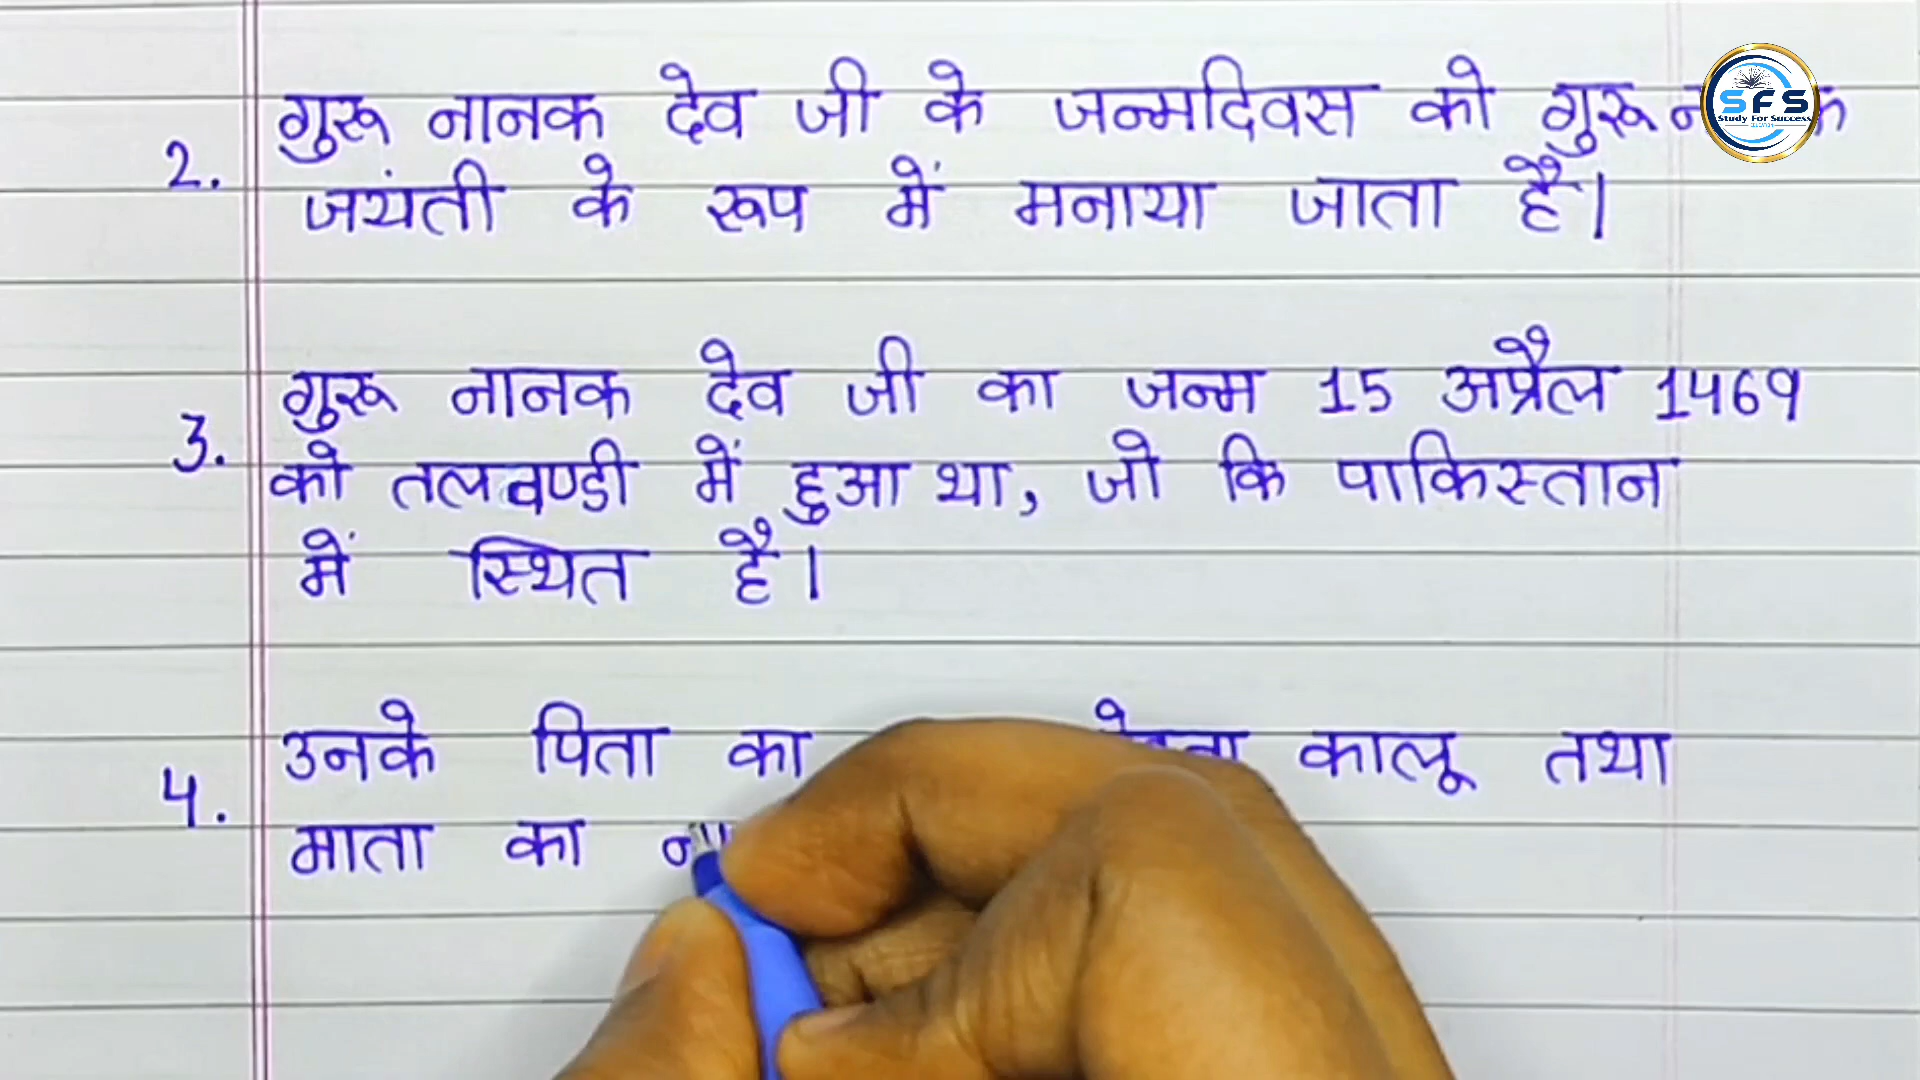 गुरू नानक देव जी के जन्मदिवस को गुरू
2.
जयंती के रूप में मनाया जाता है।
गुरू नानक देव जी का जन्म 15 अप्रैल 1469
3.
को तलवण्डी में हुआ था, जो कि पाकिस्तान
में स्थित है।
उनके पिता का कालू तथा
4.
माता का
SFS
Study For Success